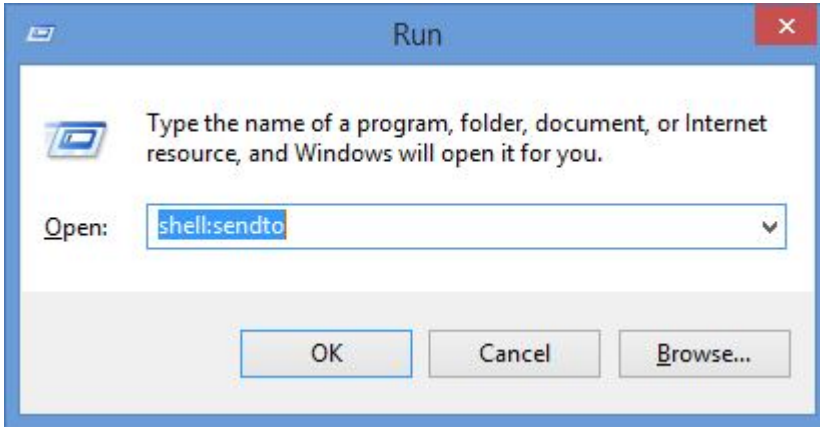 Run
Type the name of a program, folder, document, or Internet
resource, and Windows will open it for you.
Open: shell:sendto
OK Cancel Browse...